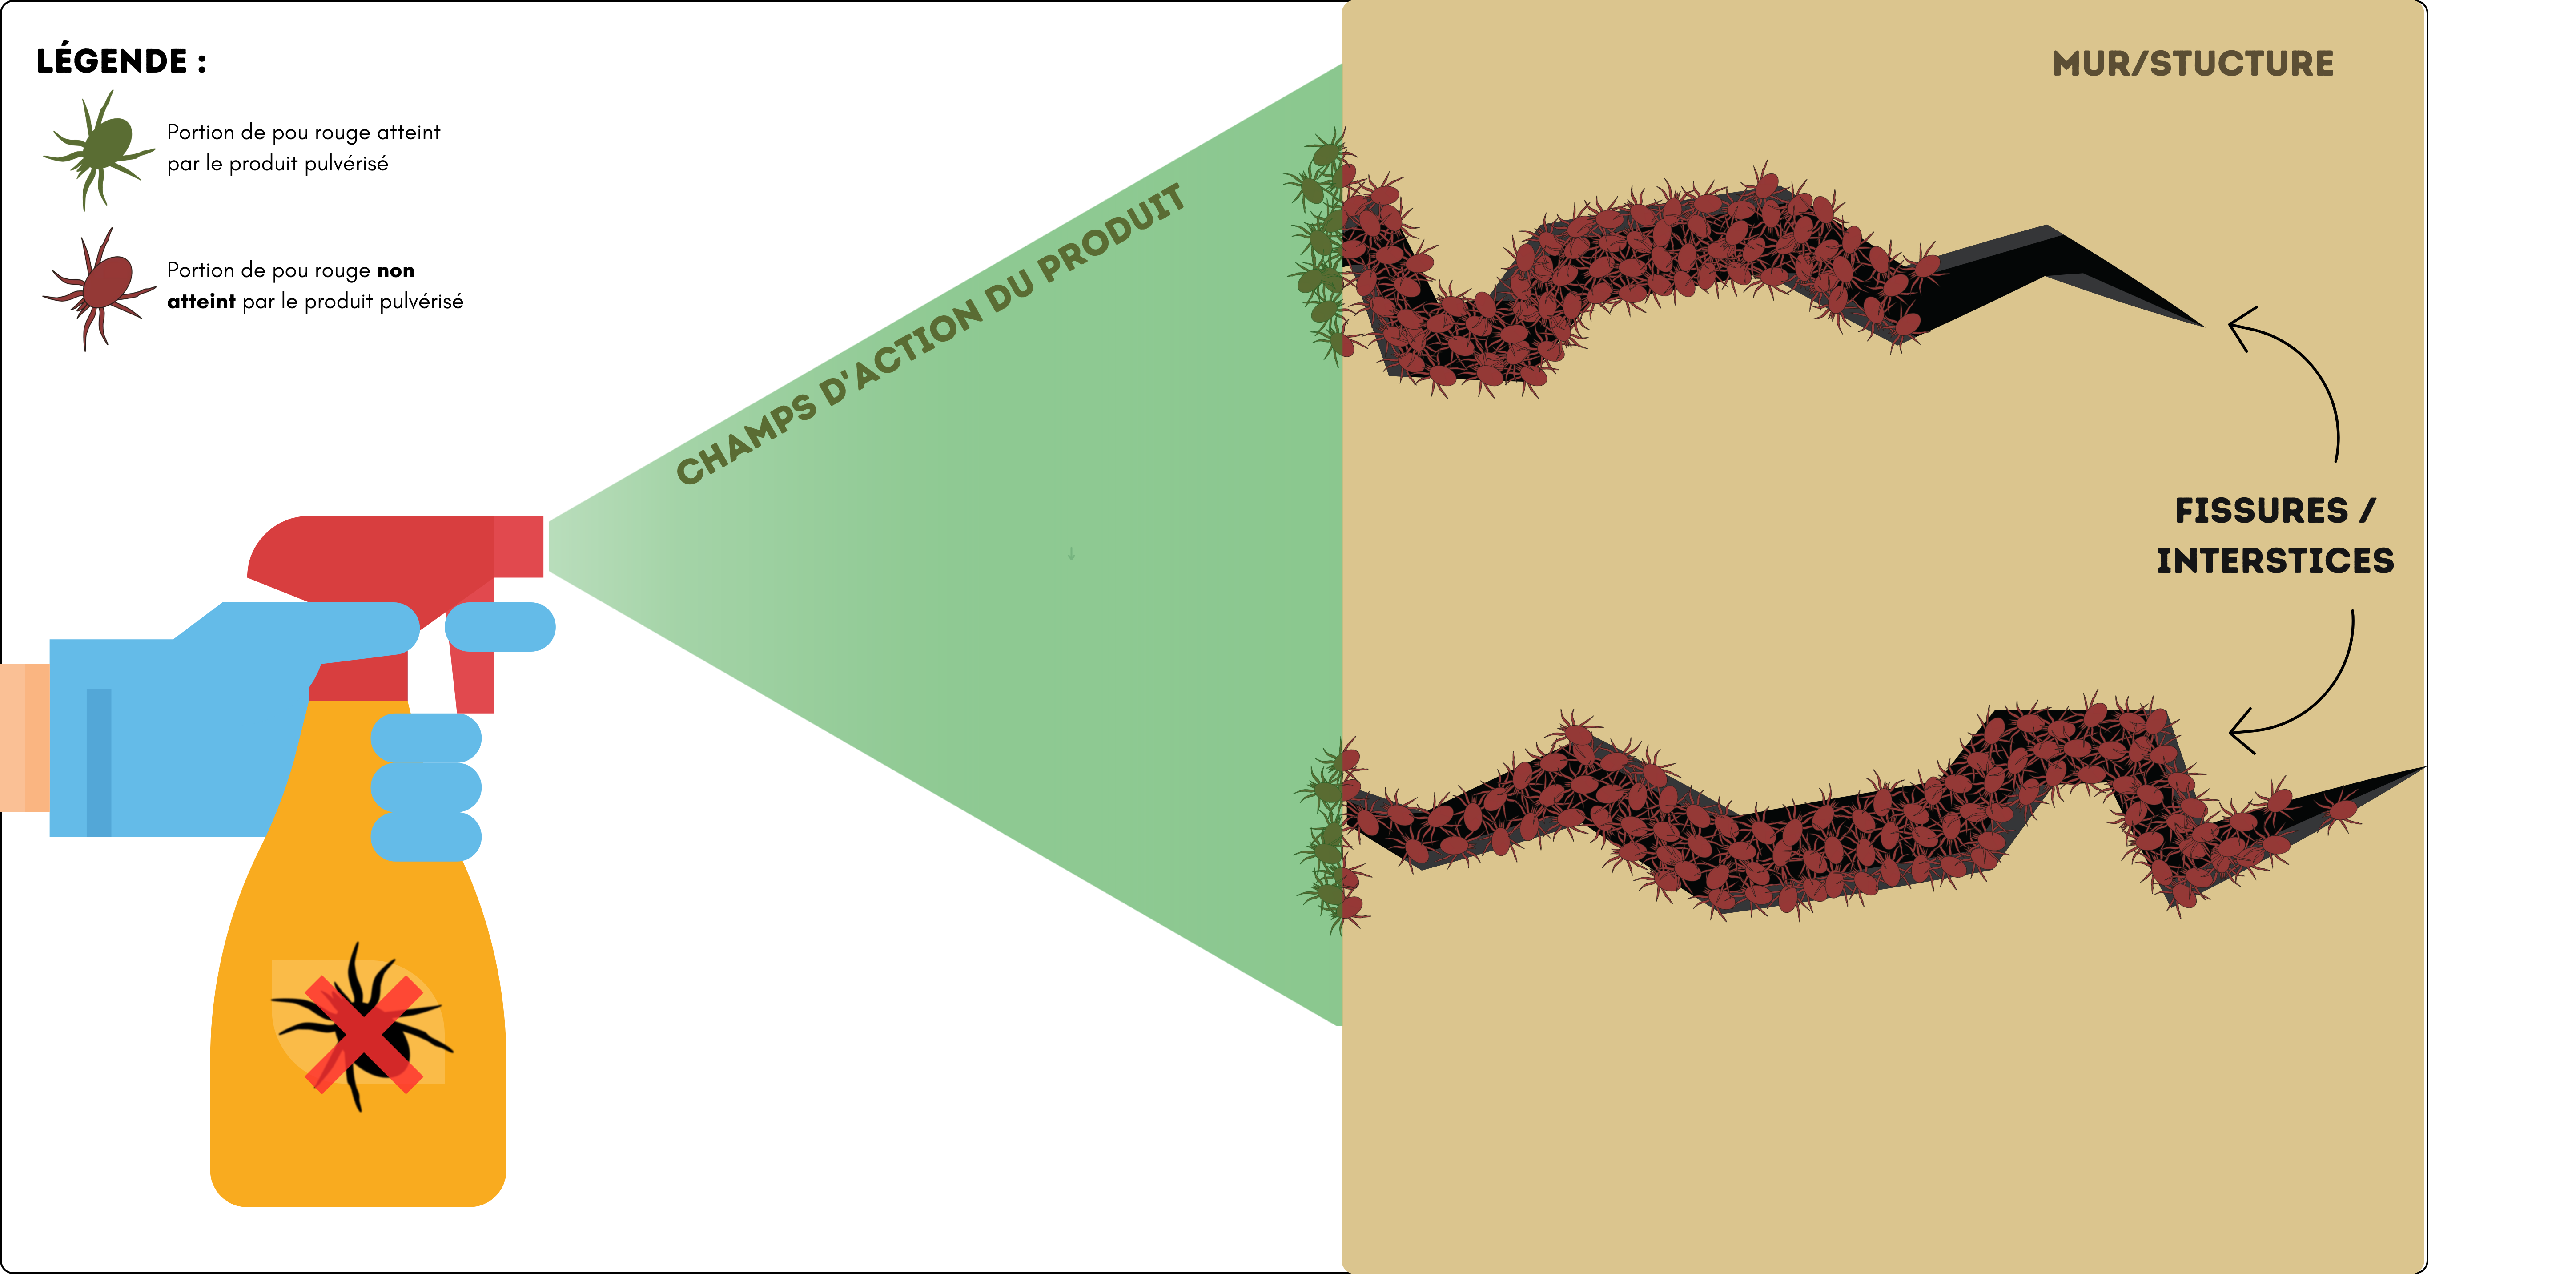 LÉGENDE :
Portion de pou rouge atteint
par le produit pulvérisé
Portion de pou rouge non
atteint par le produit pulvérisé
CHAMPS D'ACTION DU PRODUIT
MUR/STUCTURE
FISSURES /
INTERSTICES